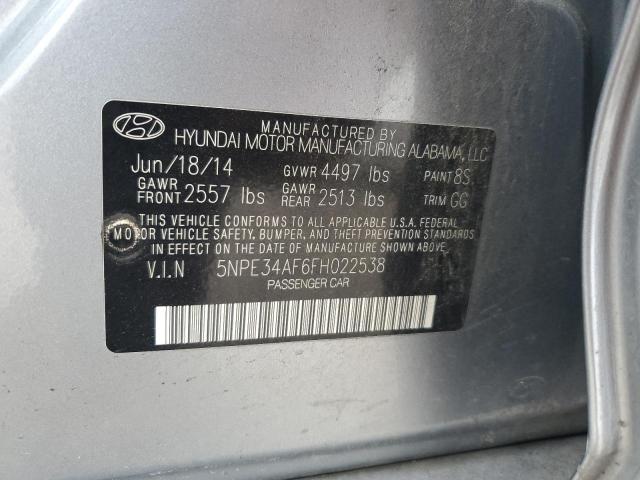 MANUFACTURED BY
HYUNDAI MOTOR MANUFACTURING ALABAMA, LLC
Jun/18/14 GVWR 4497 lbs PAINT 8S
GAWR FRONT 2557 lbs GAWR REAR 2513 lbs TRIM GG
THIS VEHICLE CONFORMS TO ALL APPLICABLE U.S.A. FEDERAL
MOTOR VEHICLE SAFETY, BUMPER, AND THEFT PREVENTION STANDARDS
IN EFFECT ON THE DATE OF MANUFACTURE SHOWN ABOVE.
V.I.N 5NPE34AF6FH022538
PASSENGER CAR